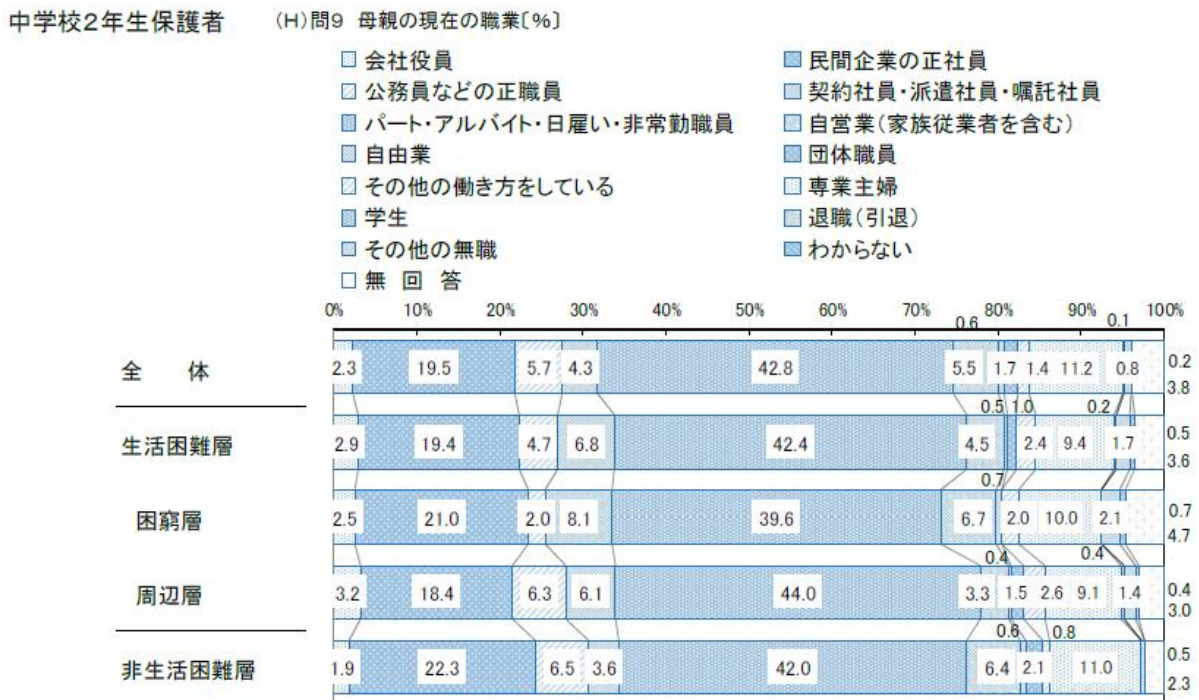 中学校2年生保護者 (H)問9 母親の現在の職業〔%〕
会社役員 民間企業の正社員
公務員などの正職員 契約社員・派遣社員・嘱託社員
パート・アルバイト・日雇い・非常勤職員 自営業(家族従業者を含む)
自由業 団体職員
その他の働き方をしている 専業主婦
学生 退職(引退)
その他の無職 わからない
無 回 答
0% 10% 20% 30% 40% 50% 60% 70% 80% 90% 100%
0.6 0.1
全 体 2.3 19.5 5.7 4.3 42.8 5.5 1.7 1.4 11.2 0.8 0.2
3.8
0.5 1.0 0.2
生活困難層 2.9 19.4 4.7 6.8 42.4 4.5 2.4 9.4 1.7 0.5
3.6
0.7
困窮層 2.5 21.0 2.0 8.1 39.6 6.7 2.0 10.0 2.1 0.7
4.7
0.4 0.4
周辺層 3.2 18.4 6.3 6.1 44.0 3.3 1.5 2.6 9.1 1.4 0.4
3.0
0.6 0.8
非生活困難層 1.9 22.3 6.5 3.6 42.0 6.4 2.1 11.0 0.5
2.3